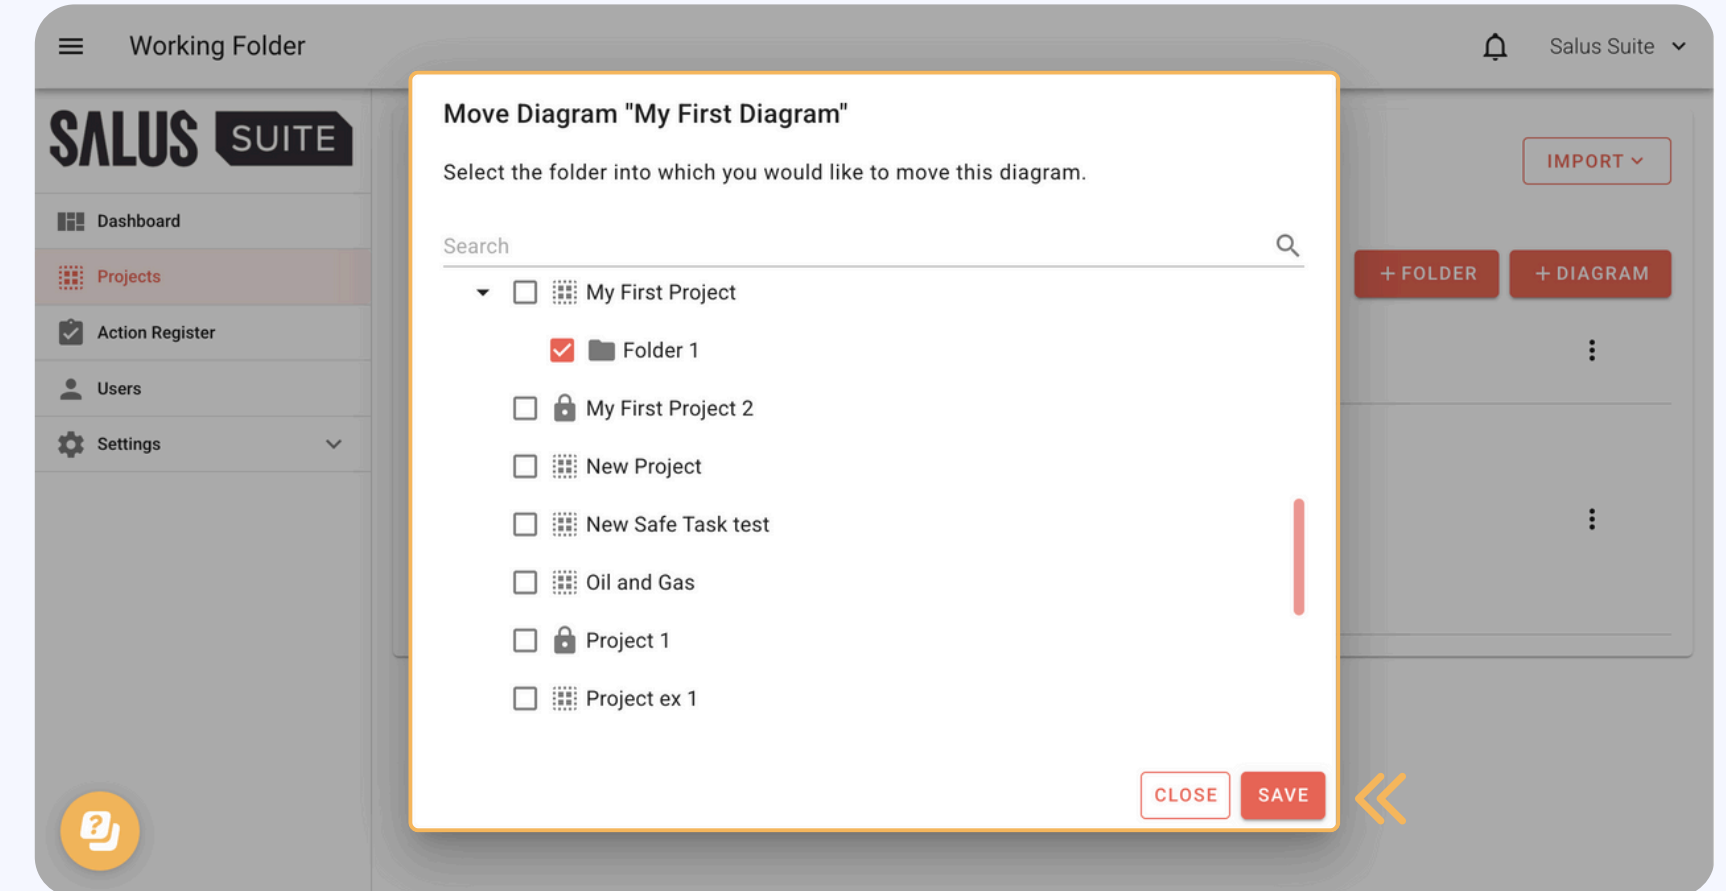 Working Folder
Salus Suite
SALUS SUITE
Dashboard
Projects
Action Register
Users
Settings
IMPORT
+ FOLDER
+ DIAGRAM
Move Diagram "My First Diagram"
Select the folder into which you would like to move this diagram.
Search
My First Project
Folder 1
My First Project 2
New Project
New Safe Task test
Oil and Gas
Project 1
Project ex 1
CLOSE
SAVE
?